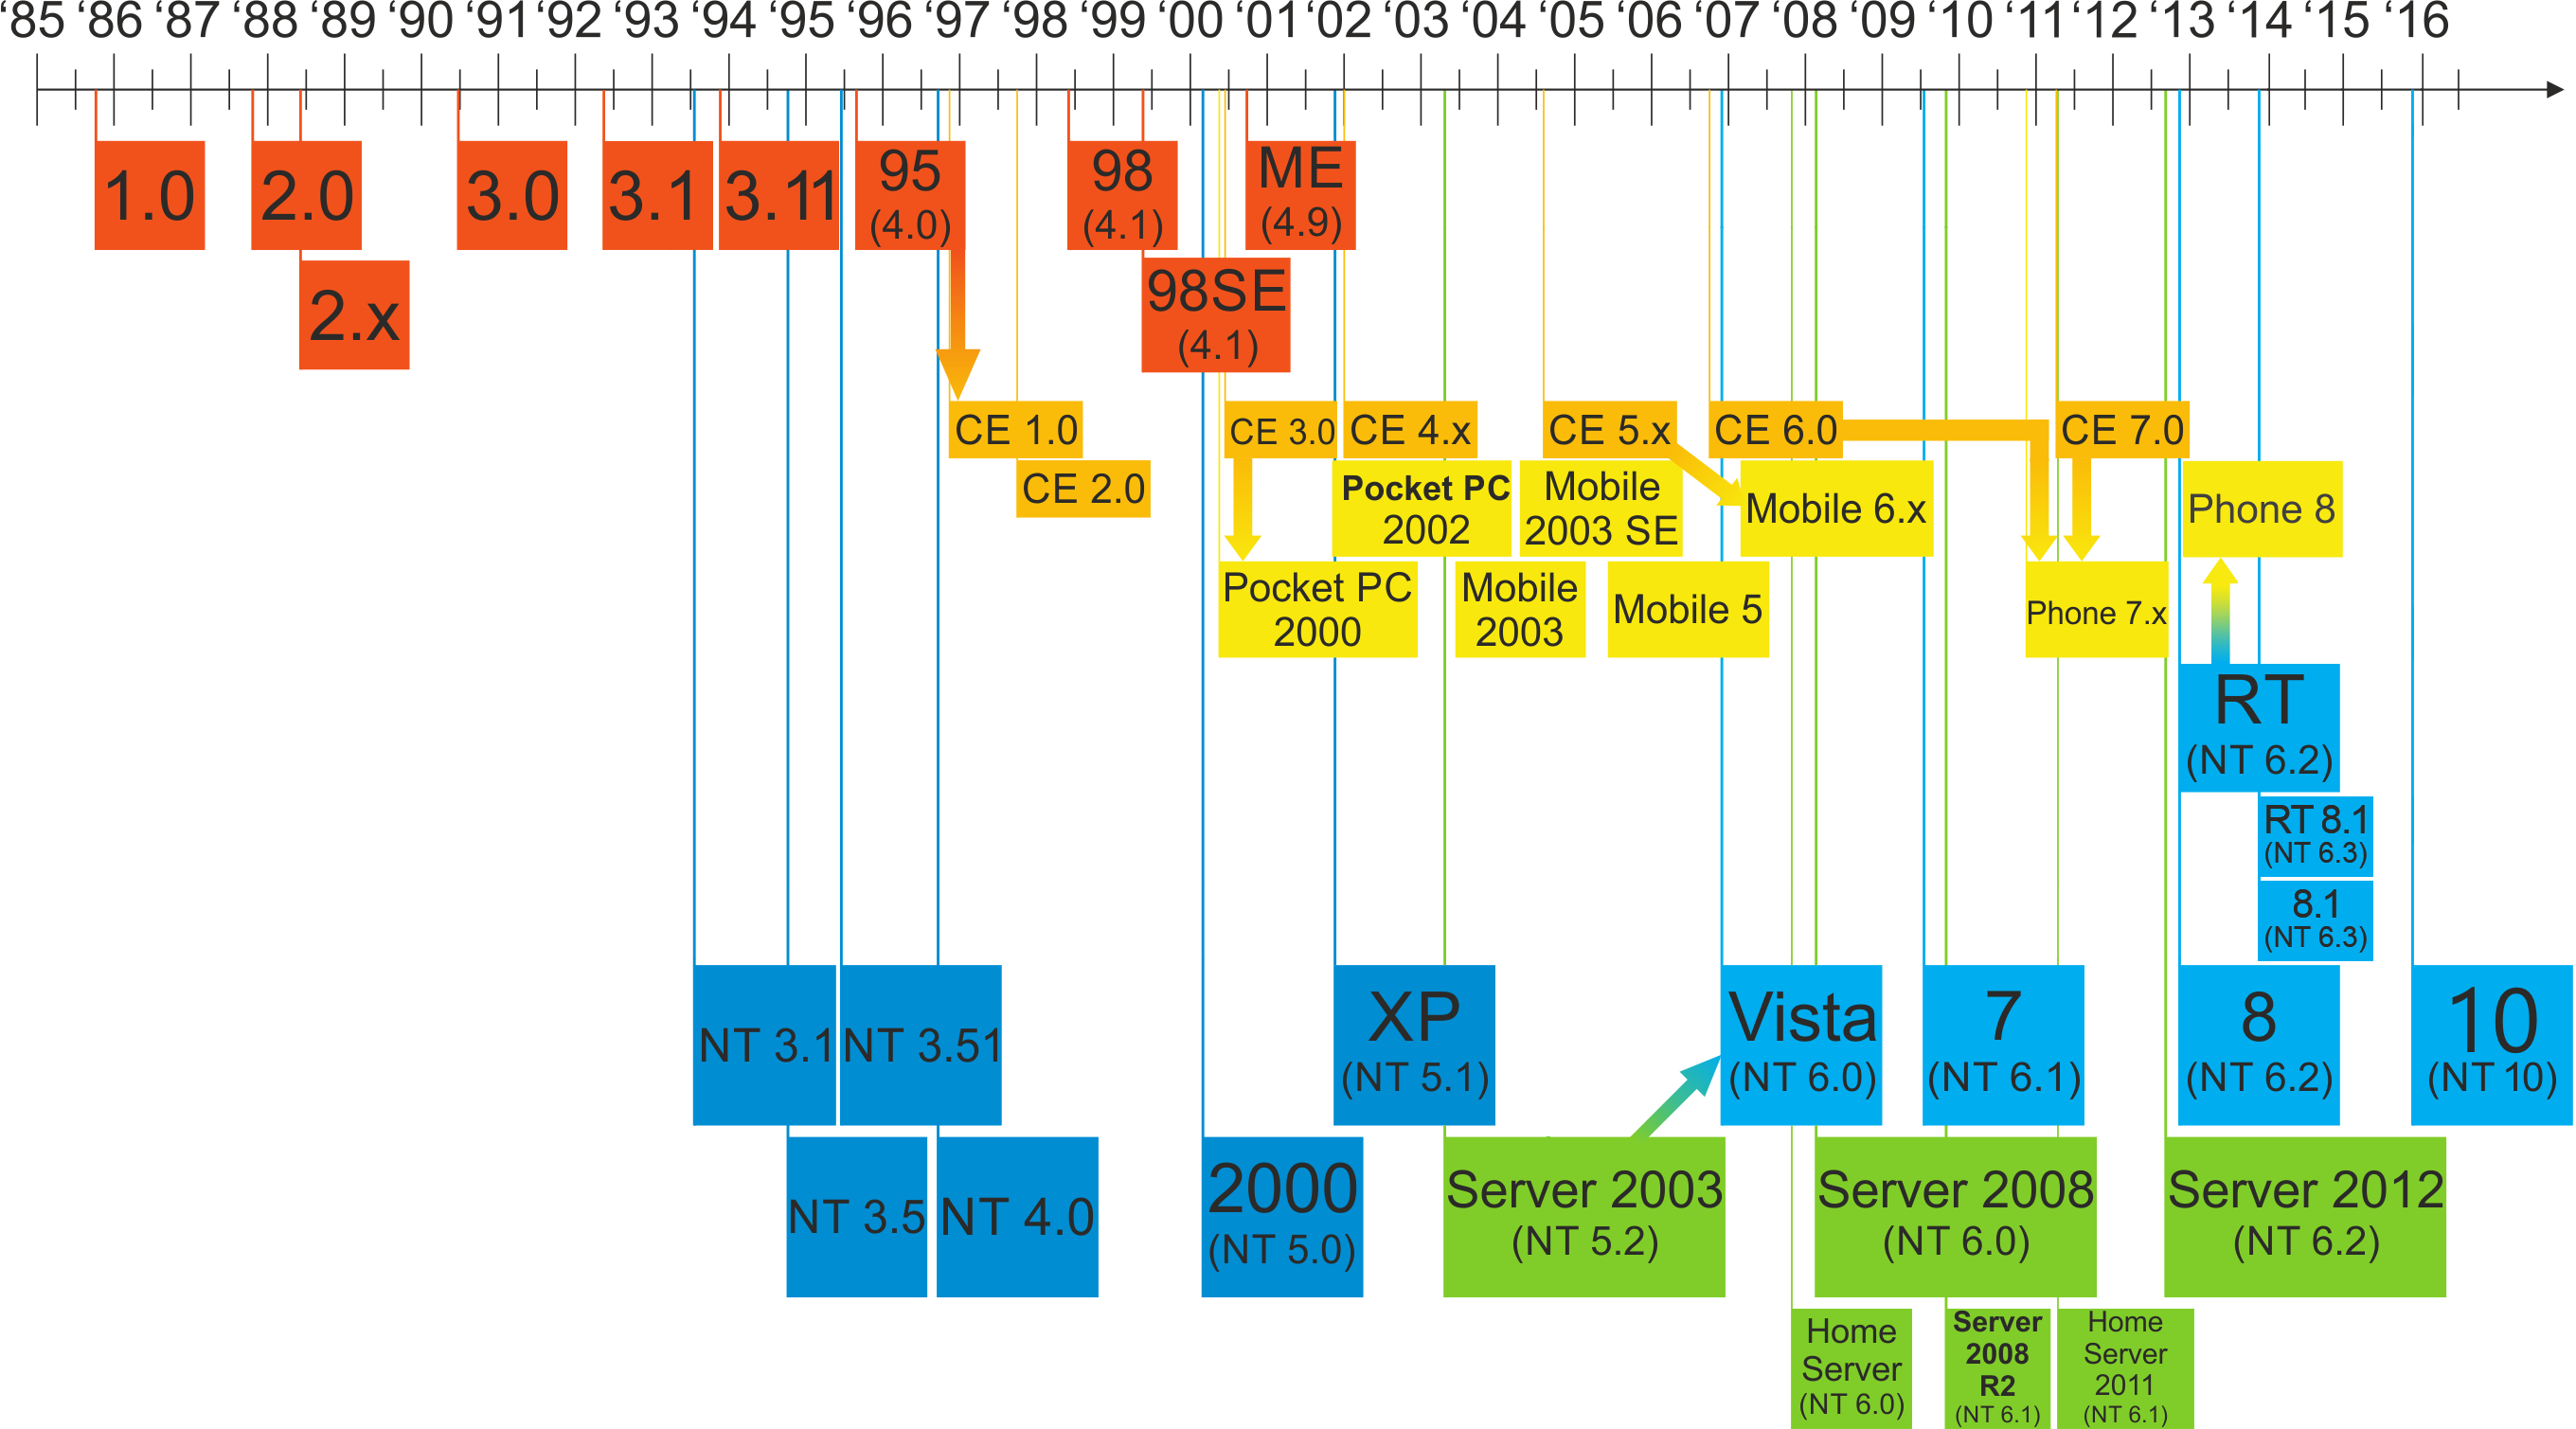 ‘85 ‘86 ‘87 ‘88 ‘89 ‘90 ‘91 ‘92 ‘93 ‘94 ‘95 ‘96 ‘97 ‘98 ‘99 ‘00 ‘01 ‘02 ‘03 ‘04 ‘05 ‘06 ‘07 ‘08 ‘09 ‘10 ‘11 ‘12 ‘13 ‘14 ‘15 ‘16
1.0
2.0
3.0
3.1
3.11
95
(4.0)
98
(4.1)
ME
(4.9)
2.x
98SE
(4.1)
CE 1.0
CE 3.0
CE 4.x
CE 5.x
CE 6.0
CE 7.0
CE 2.0
Pocket PC
2002
Mobile
2003 SE
Mobile 6.x
Phone 8
Pocket PC
2000
Mobile
2003
Mobile 5
Phone 7.x
RT
(NT 6.2)
RT 8.1
(NT 6.3)
8.1
(NT 6.3)
NT 3.1
NT 3.51
XP
(NT 5.1)
Vista
(NT 6.0)
7
(NT 6.1)
8
(NT 6.2)
10
(NT 10)
NT 3.5
NT 4.0
2000
(NT 5.0)
Server 2003
(NT 5.2)
Server 2008
(NT 6.0)
Server 2012
(NT 6.2)
Home
Server
(NT 6.0)
Server
2008
R2
(NT 6.1)
Home
Server
2011
(NT 6.1)